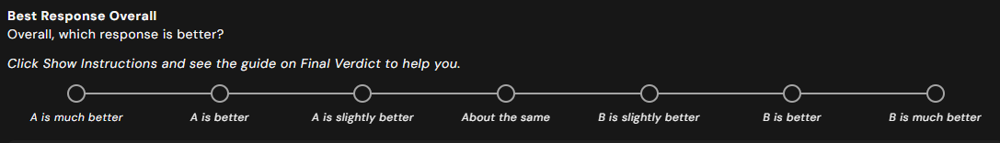 Best Response Overall
Overall, which response is better?
Click Show Instructions and see the guide on Final Verdict to help you.
A is much better A is better A is slightly better About the same B is slightly better B is better B is much better